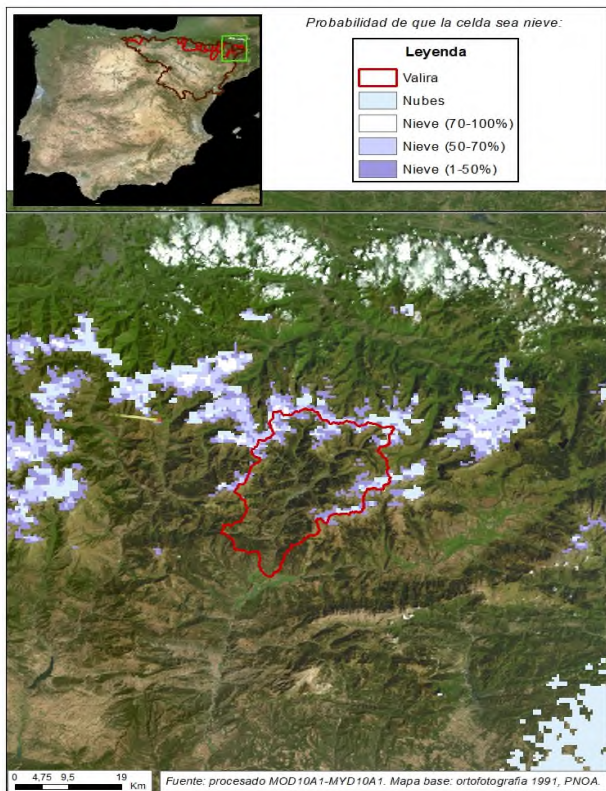 Probabilidad de que la celda sea nieve:
Leyenda
Valira
Nubes
Nieve (70-100%)
Nieve (50-70%)
Nieve (1-50%)
0 4,75 9,5 19
Km
Fuente: procesado MOD10A1-MYD10A1. Mapa base: ortofotografia 1991, PNOA.